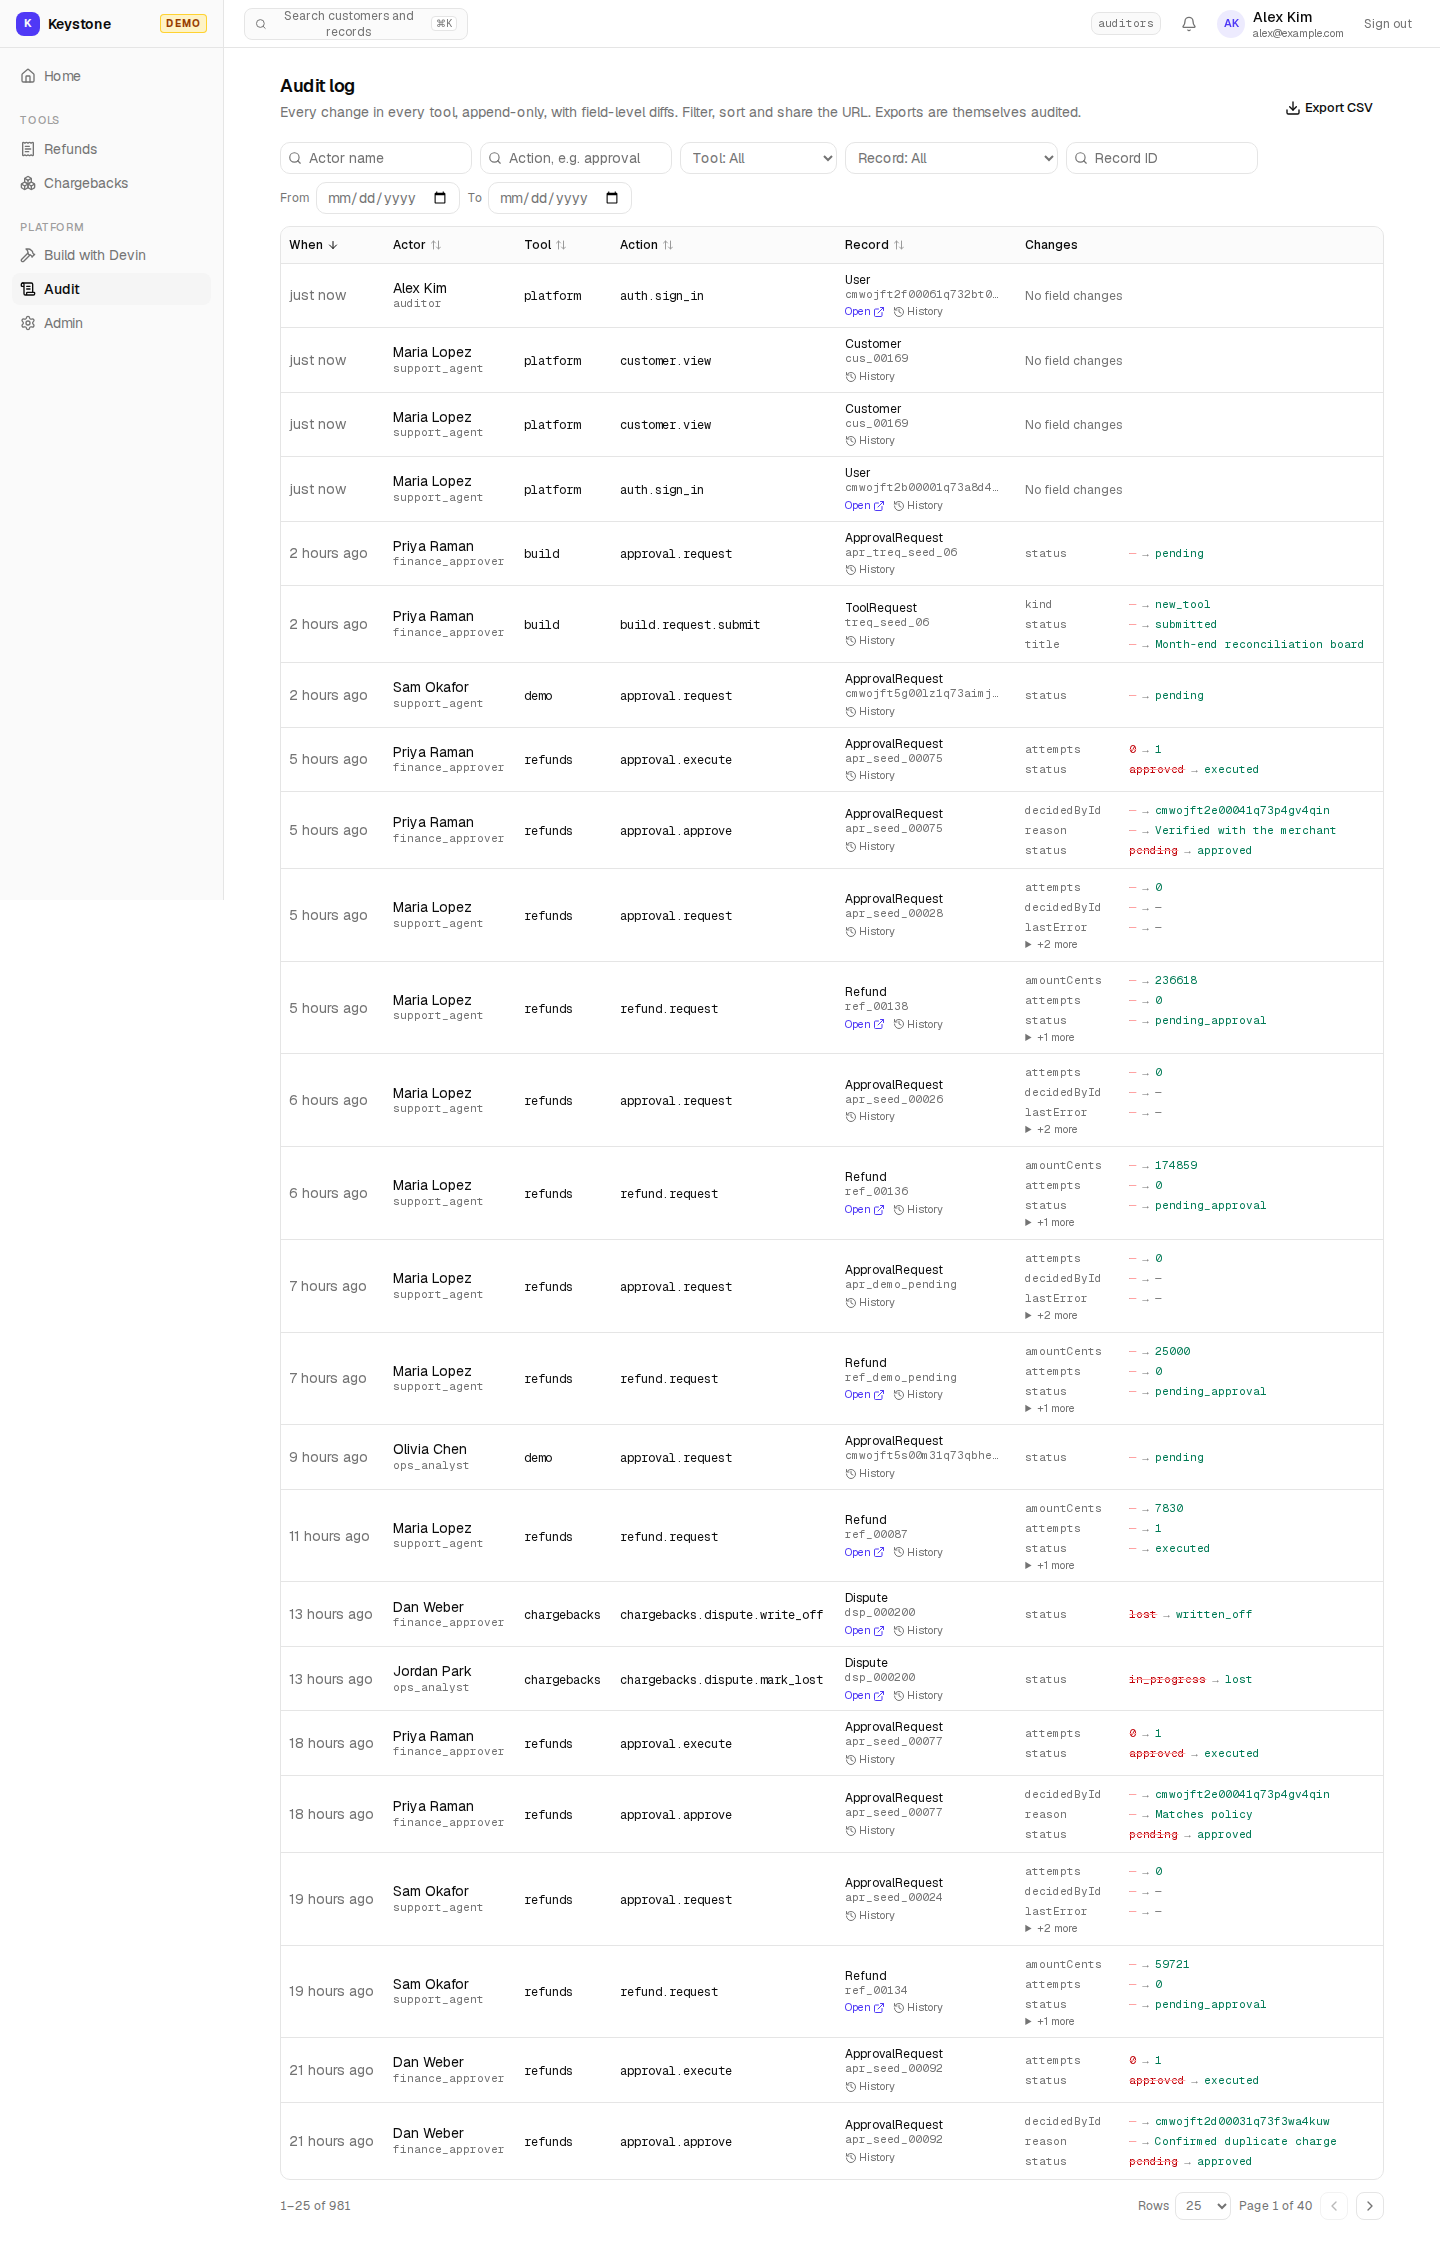 K Keystone DEMO
Search customers and records ⌘K
auditors
AK Alex Kim
alex@example.com
Sign out
Home
TOOLS
Refunds
Chargebacks
PLATFORM
Build with Devin
Audit
Admin
Audit log
Every change in every tool, append-only, with field-level diffs. Filter, sort and share the URL. Exports are themselves audited.
Export CSV
Actor name
Action, e.g. approval
Tool: All
Record: All
Record ID
From mm/dd/yyyy To mm/dd/yyyy
When ↓ Actor Tool Action Record Changes
just now Alex Kim auditor platform auth.sign_in User cmwojft2f00061q732bt0… Open History No field changes
just now Maria Lopez support_agent platform customer.view Customer cus_00169 History No field changes
just now Maria Lopez support_agent platform customer.view Customer cus_00169 History No field changes
just now Maria Lopez support_agent platform auth.sign_in User cmwojft2b00001q73a8d4… Open History No field changes
2 hours ago Priya Raman finance_approver build approval.request ApprovalRequest apr_treq_seed_06 History status — → pending
2 hours ago Priya Raman finance_approver build build.request.submit ToolRequest treq_seed_06 History kind — → new_tool
status — → submitted
title — → Month-end reconciliation board
2 hours ago Sam Okafor support_agent demo approval.request ApprovalRequest cmwojft5g00lz1q73aimj… History status — → pending
5 hours ago Priya Raman finance_approver refunds approval.execute ApprovalRequest apr_seed_00075 History attempts 0 → 1
status approved → executed
5 hours ago Priya Raman finance_approver refunds approval.approve ApprovalRequest apr_seed_00075 History decidedById — → cmwojft2e00041q73p4gv4qin
reason — → Verified with the merchant
status pending → approved
5 hours ago Maria Lopez support_agent refunds approval.request ApprovalRequest apr_seed_00028 History attempts — → 0
decidedById — → —
lastError — → —
▶ +2 more
5 hours ago Maria Lopez support_agent refunds refund.request Refund ref_00138 Open History amountCents — → 236618
attempts — → 0
status — → pending_approval
▶ +1 more
6 hours ago Maria Lopez support_agent refunds approval.request ApprovalRequest apr_seed_00026 History attempts — → 0
decidedById — → —
lastError — → —
▶ +2 more
6 hours ago Maria Lopez support_agent refunds refund.request Refund ref_00136 Open History amountCents — → 174859
attempts — → 0
status — → pending_approval
▶ +1 more
7 hours ago Maria Lopez support_agent refunds approval.request ApprovalRequest apr_demo_pending History attempts — → 0
decidedById — → —
lastError — → —
▶ +2 more
7 hours ago Maria Lopez support_agent refunds refund.request Refund ref_demo_pending Open History amountCents — → 25000
attempts — → 0
status — → pending_approval
▶ +1 more
9 hours ago Olivia Chen ops_analyst demo approval.request ApprovalRequest cmwojft5s00m31q73qbhe… History status — → pending
11 hours ago Maria Lopez support_agent refunds refund.request Refund ref_00087 Open History amountCents — → 7830
attempts — → 1
status — → executed
▶ +1 more
13 hours ago Dan Weber finance_approver chargebacks chargebacks.dispute.write_off Dispute dsp_000200 Open History status lost → written_off
13 hours ago Jordan Park ops_analyst chargebacks chargebacks.dispute.mark_lost Dispute dsp_000200 Open History status in_progress → lost
18 hours ago Priya Raman finance_approver refunds approval.execute ApprovalRequest apr_seed_00077 History attempts 0 → 1
status approved → executed
18 hours ago Priya Raman finance_approver refunds approval.approve ApprovalRequest apr_seed_00077 History decidedById — → cmwojft2e00041q73p4gv4qin
reason — → Matches policy
status pending → approved
19 hours ago Sam Okafor support_agent refunds approval.request ApprovalRequest apr_seed_00024 History attempts — → 0
decidedById — → —
lastError — → —
▶ +2 more
19 hours ago Sam Okafor support_agent refunds refund.request Refund ref_00134 Open History amountCents — → 59721
attempts — → 0
status — → pending_approval
▶ +1 more
21 hours ago Dan Weber finance_approver refunds approval.execute ApprovalRequest apr_seed_00092 History attempts 0 → 1
status approved → executed
21 hours ago Dan Weber finance_approver refunds approval.approve ApprovalRequest apr_seed_00092 History decidedById — → cmwojft2d00031q73f3wa4kuw
reason — → Confirmed duplicate charge
status pending → approved
1–25 of 981
Rows 25 Page 1 of 40